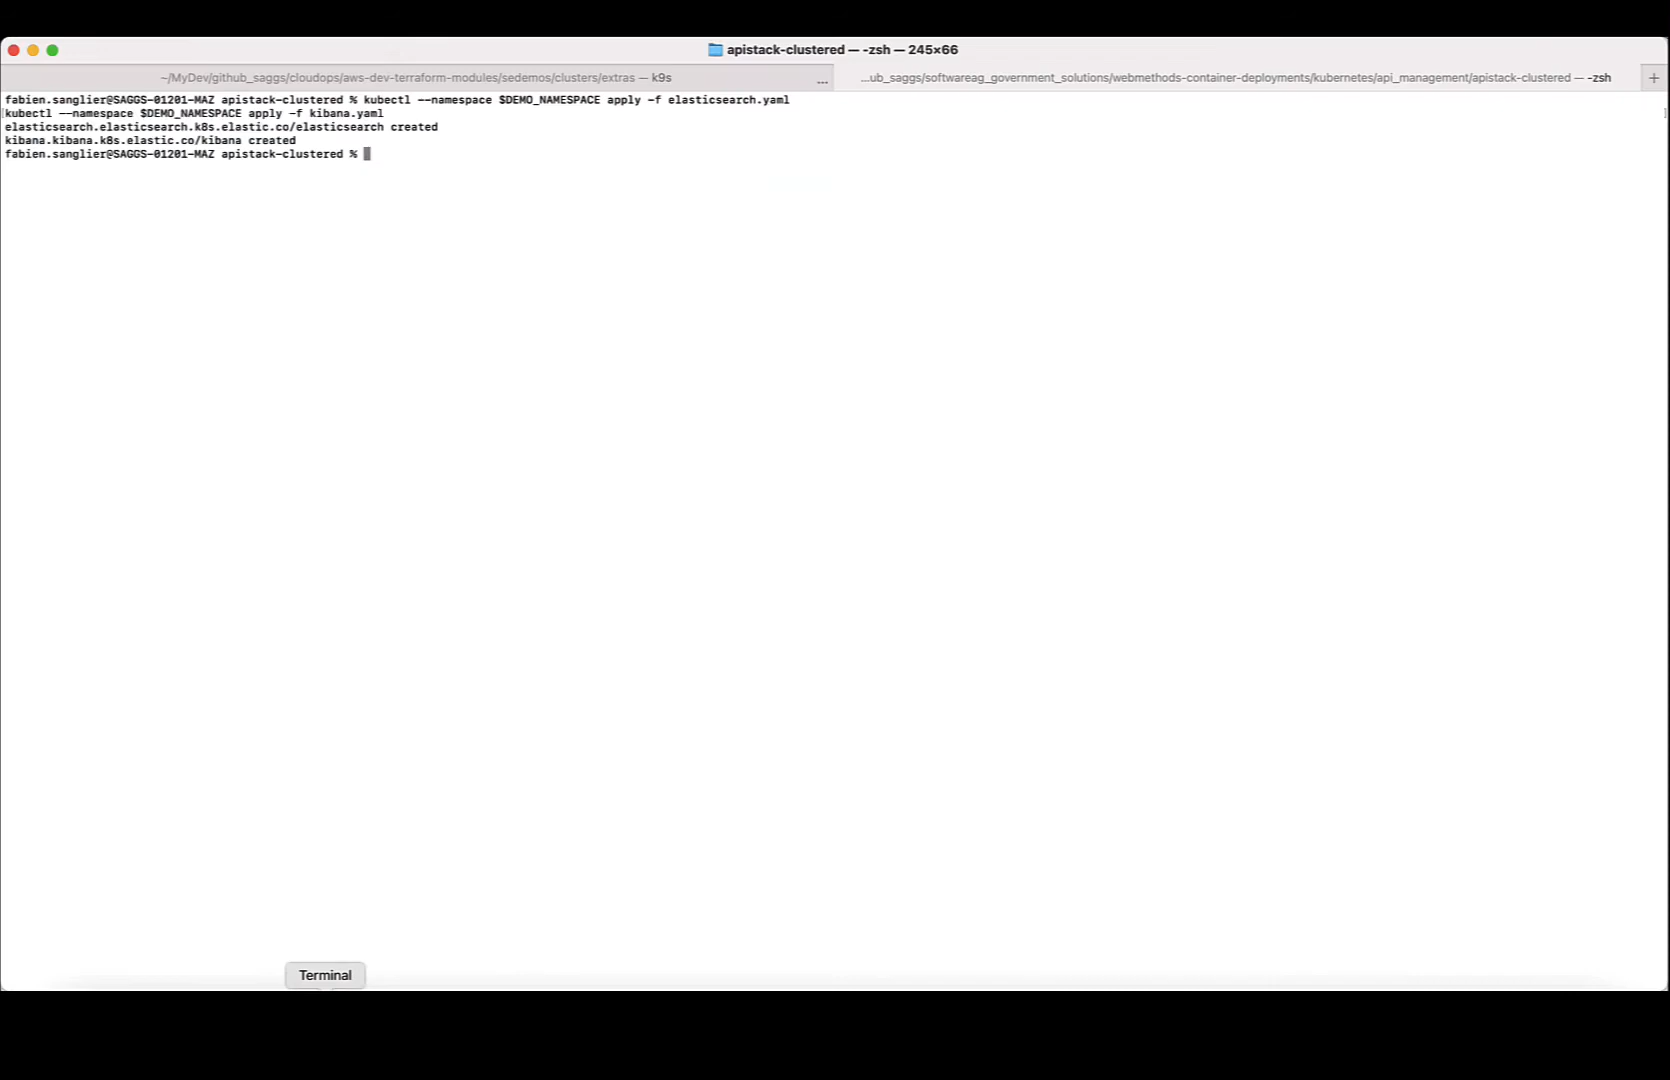 apistack-clustered — -zsh — 245×66
~/MyDev/github_saggs/cloudops/aws-dev-terraform-modules/sedemos/clusters/extras — k9s
...
...ub_saggs/softwareag_government_solutions/webmethods-container-deployments/kubernetes/api_management/apistack-clustered — -zsh
+
fabien.sanglier@SAGGS-01201-MAZ apistack-clustered % kubectl --namespace $DEMO_NAMESPACE apply -f elasticsearch.yaml
kubectl --namespace $DEMO_NAMESPACE apply -f kibana.yaml
elasticsearch.elasticsearch.k8s.elastic.co/elasticsearch created
kibana.kibana.k8s.elastic.co/kibana created
fabien.sanglier@SAGGS-01201-MAZ apistack-clustered %
Terminal